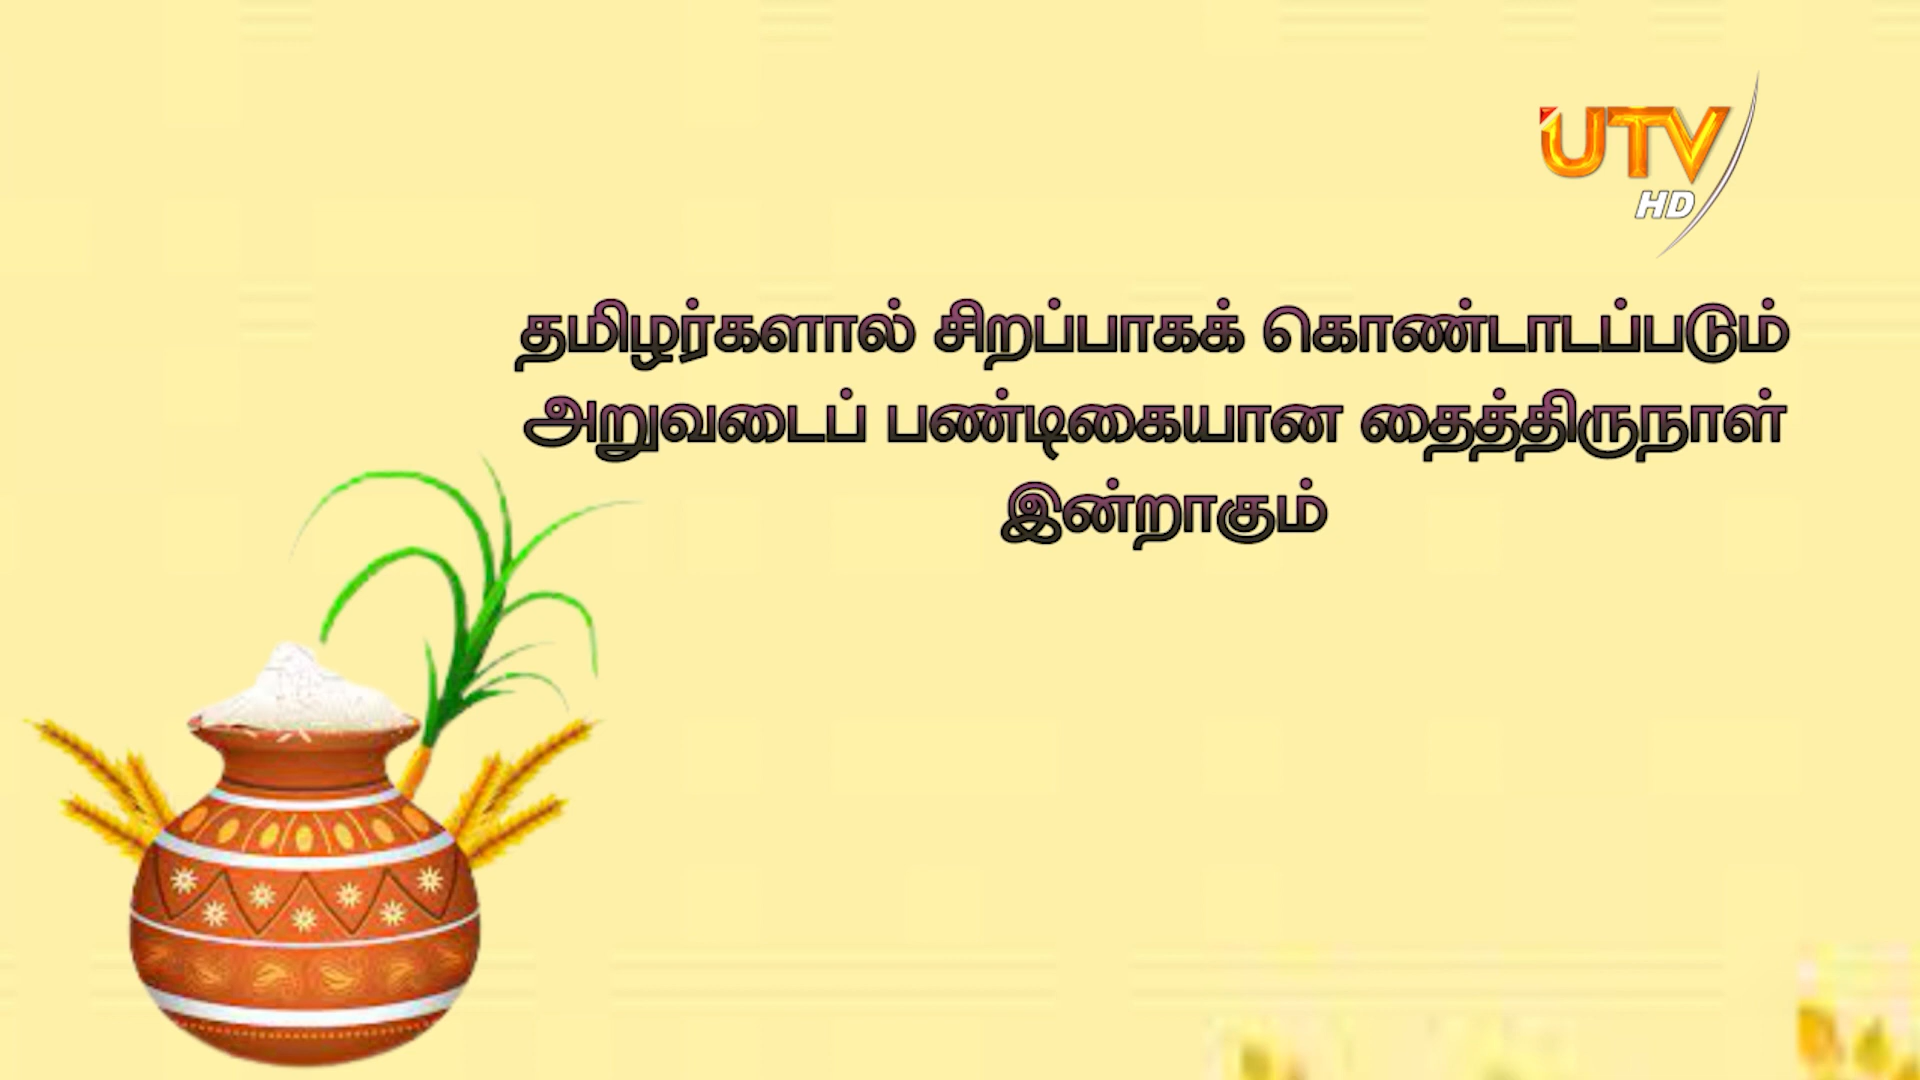 UTV
HD
தமிழர்களால் சிறப்பாகக் கொண்டாடப்படும்
அறுவடைப் பண்டிகையான தைத்திருநாள்
இன்றாகும்